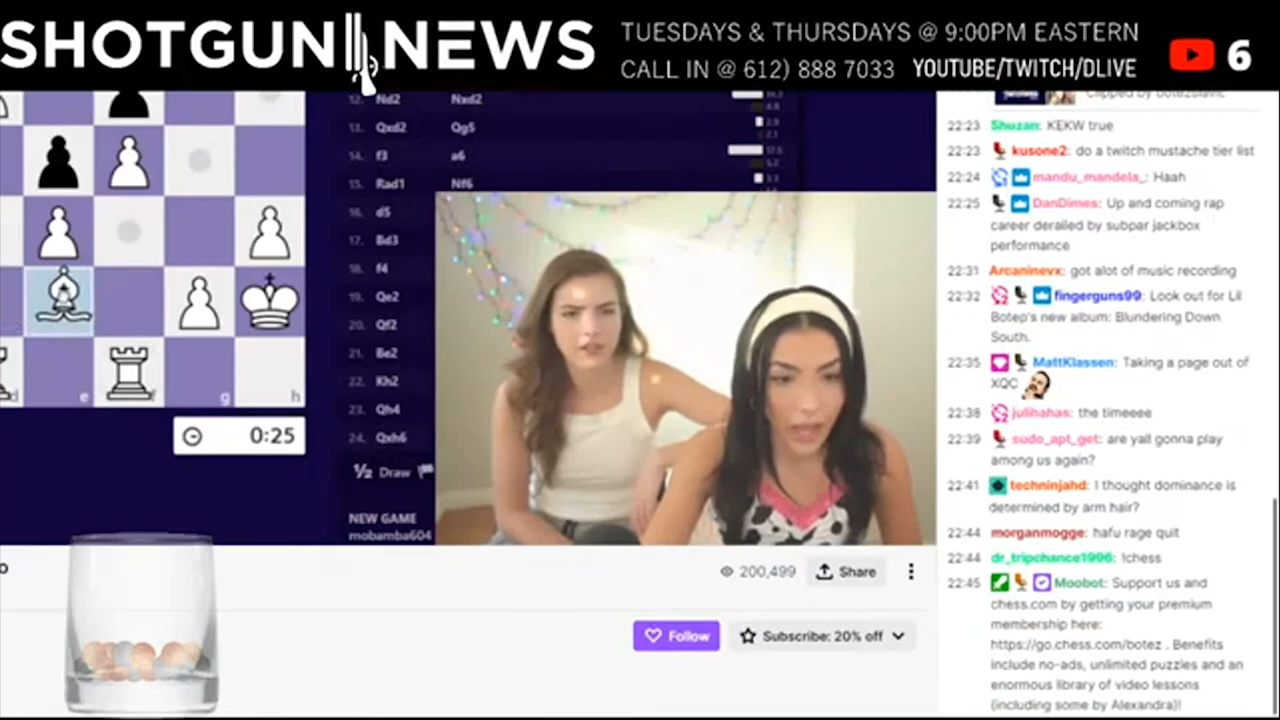 SHOTGUN NEWS
TUESDAYS & THURSDAYS @ 9:00PM EASTERN
CALL IN @ 612) 888 7033 YOUTUBE/TWITCH/DLIVE
6
12. Nd2 Nxd2
13. Qxd2 Qg5
14. f3 a6
15. Rad1 Nf6
16. d5
17. Bd3
18. f4
19. Qe2
20. Qf2
21. Be2
22. Kh2
23. Qh4
24. Qxh6
½ Draw
NEW GAME
mobamba604
e
g
h
0:25
200,499
Share
Follow
Subscribe: 20% off
Clipped by botezslavic
22:23 Shuzan: KEKW true
22:23 kusone2: do a twitch mustache tier list
22:24 mandu_mandela_: Haah
22:25 DanDimes: Up and coming rap
career derailed by subpar jackbox
performance
22:31 Arcaninevx: got alot of music recording
22:32 fingerguns99: Look out for Lil
Botep's new album: Blundering Down
South.
22:35 MattKlassen: Taking a page out of
XQC
22:38 julihahas: the timeeee
22:39 sudo_apt_get: are yall gonna play
among us again?
22:41 techninjahd: I thought dominance is
determined by arm hair?
22:44 morganmogge: hafu rage quit
22:44 dr_tripchance1996: !chess
22:45 Moobot: Support us and
chess.com by getting your premium
membership here:
https://go.chess.com/botez . Benefits
include no-ads, unlimited puzzles and an
enormous library of video lessons
(including some by Alexandra)!